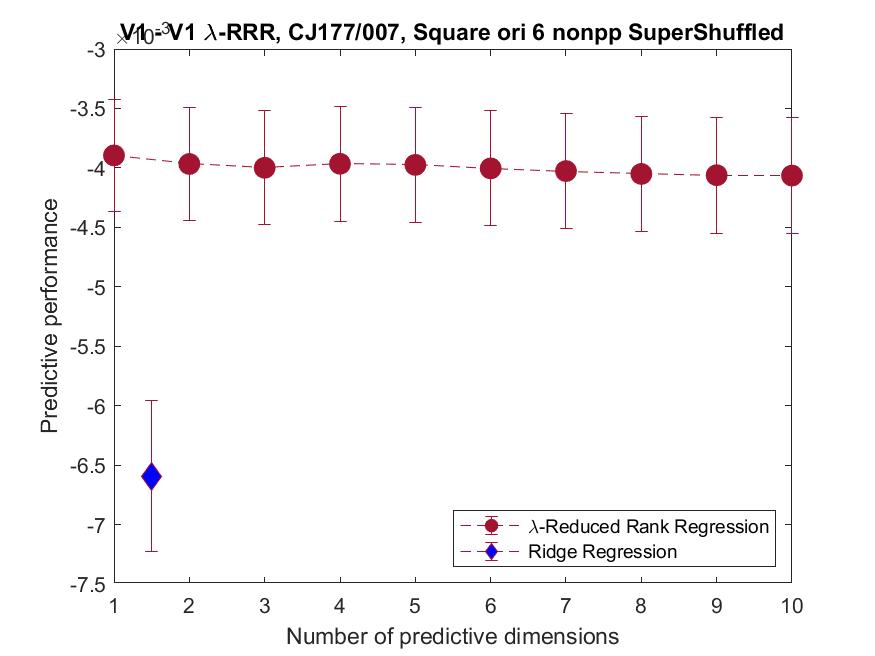 V1 - V1 λ-RRR, CJ177/007, Square ori 6 nonpp SuperShuffled
×10-3
-3
-3.5
-4
-4.5
-5
-5.5
-6
-6.5
-7
-7.5
Predictive performance
λ-Reduced Rank Regression
Ridge Regression
1 2 3 4 5 6 7 8 9 10
Number of predictive dimensions